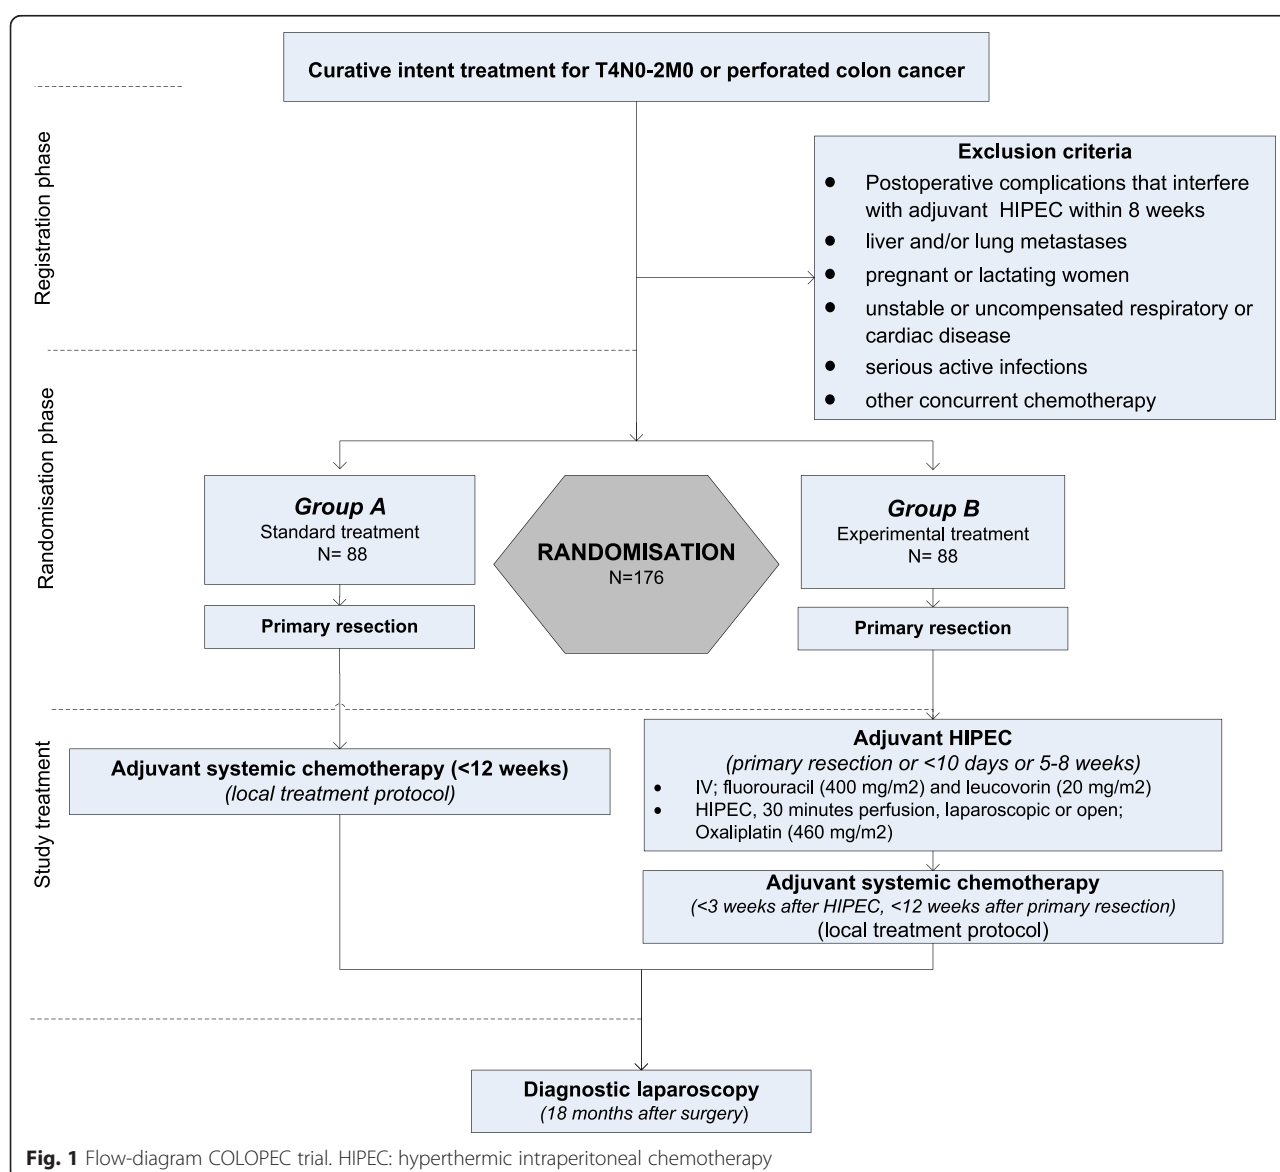 Curative intent treatment for T4N0-2M0 or perforated colon cancer
Registration phase
Exclusion criteria
● Postoperative complications that interfere
with adjuvant HIPEC within 8 weeks
● liver and/or lung metastases
● pregnant or lactating women
● unstable or uncompensated respiratory or
cardiac disease
● serious active infections
● other concurrent chemotherapy
Randomisation phase
Group A
Standard treatment
N= 88
RANDOMISATION
N=176
Group B
Experimental treatment
N= 88
Primary resection
Primary resection
Study treatment
Adjuvant systemic chemotherapy (<12 weeks)
(local treatment protocol)
Adjuvant HIPEC
(primary resection or <10 days or 5-8 weeks)
● IV; fluorouracil (400 mg/m2) and leucovorin (20 mg/m2)
● HIPEC, 30 minutes perfusion, laparoscopic or open;
Oxaliplatin (460 mg/m2)
Adjuvant systemic chemotherapy
(<3 weeks after HIPEC, <12 weeks after primary resection)
(local treatment protocol)
Diagnostic laparoscopy
(18 months after surgery)
Fig. 1 Flow-diagram COLOPEC trial. HIPEC: hyperthermic intraperitoneal chemotherapy